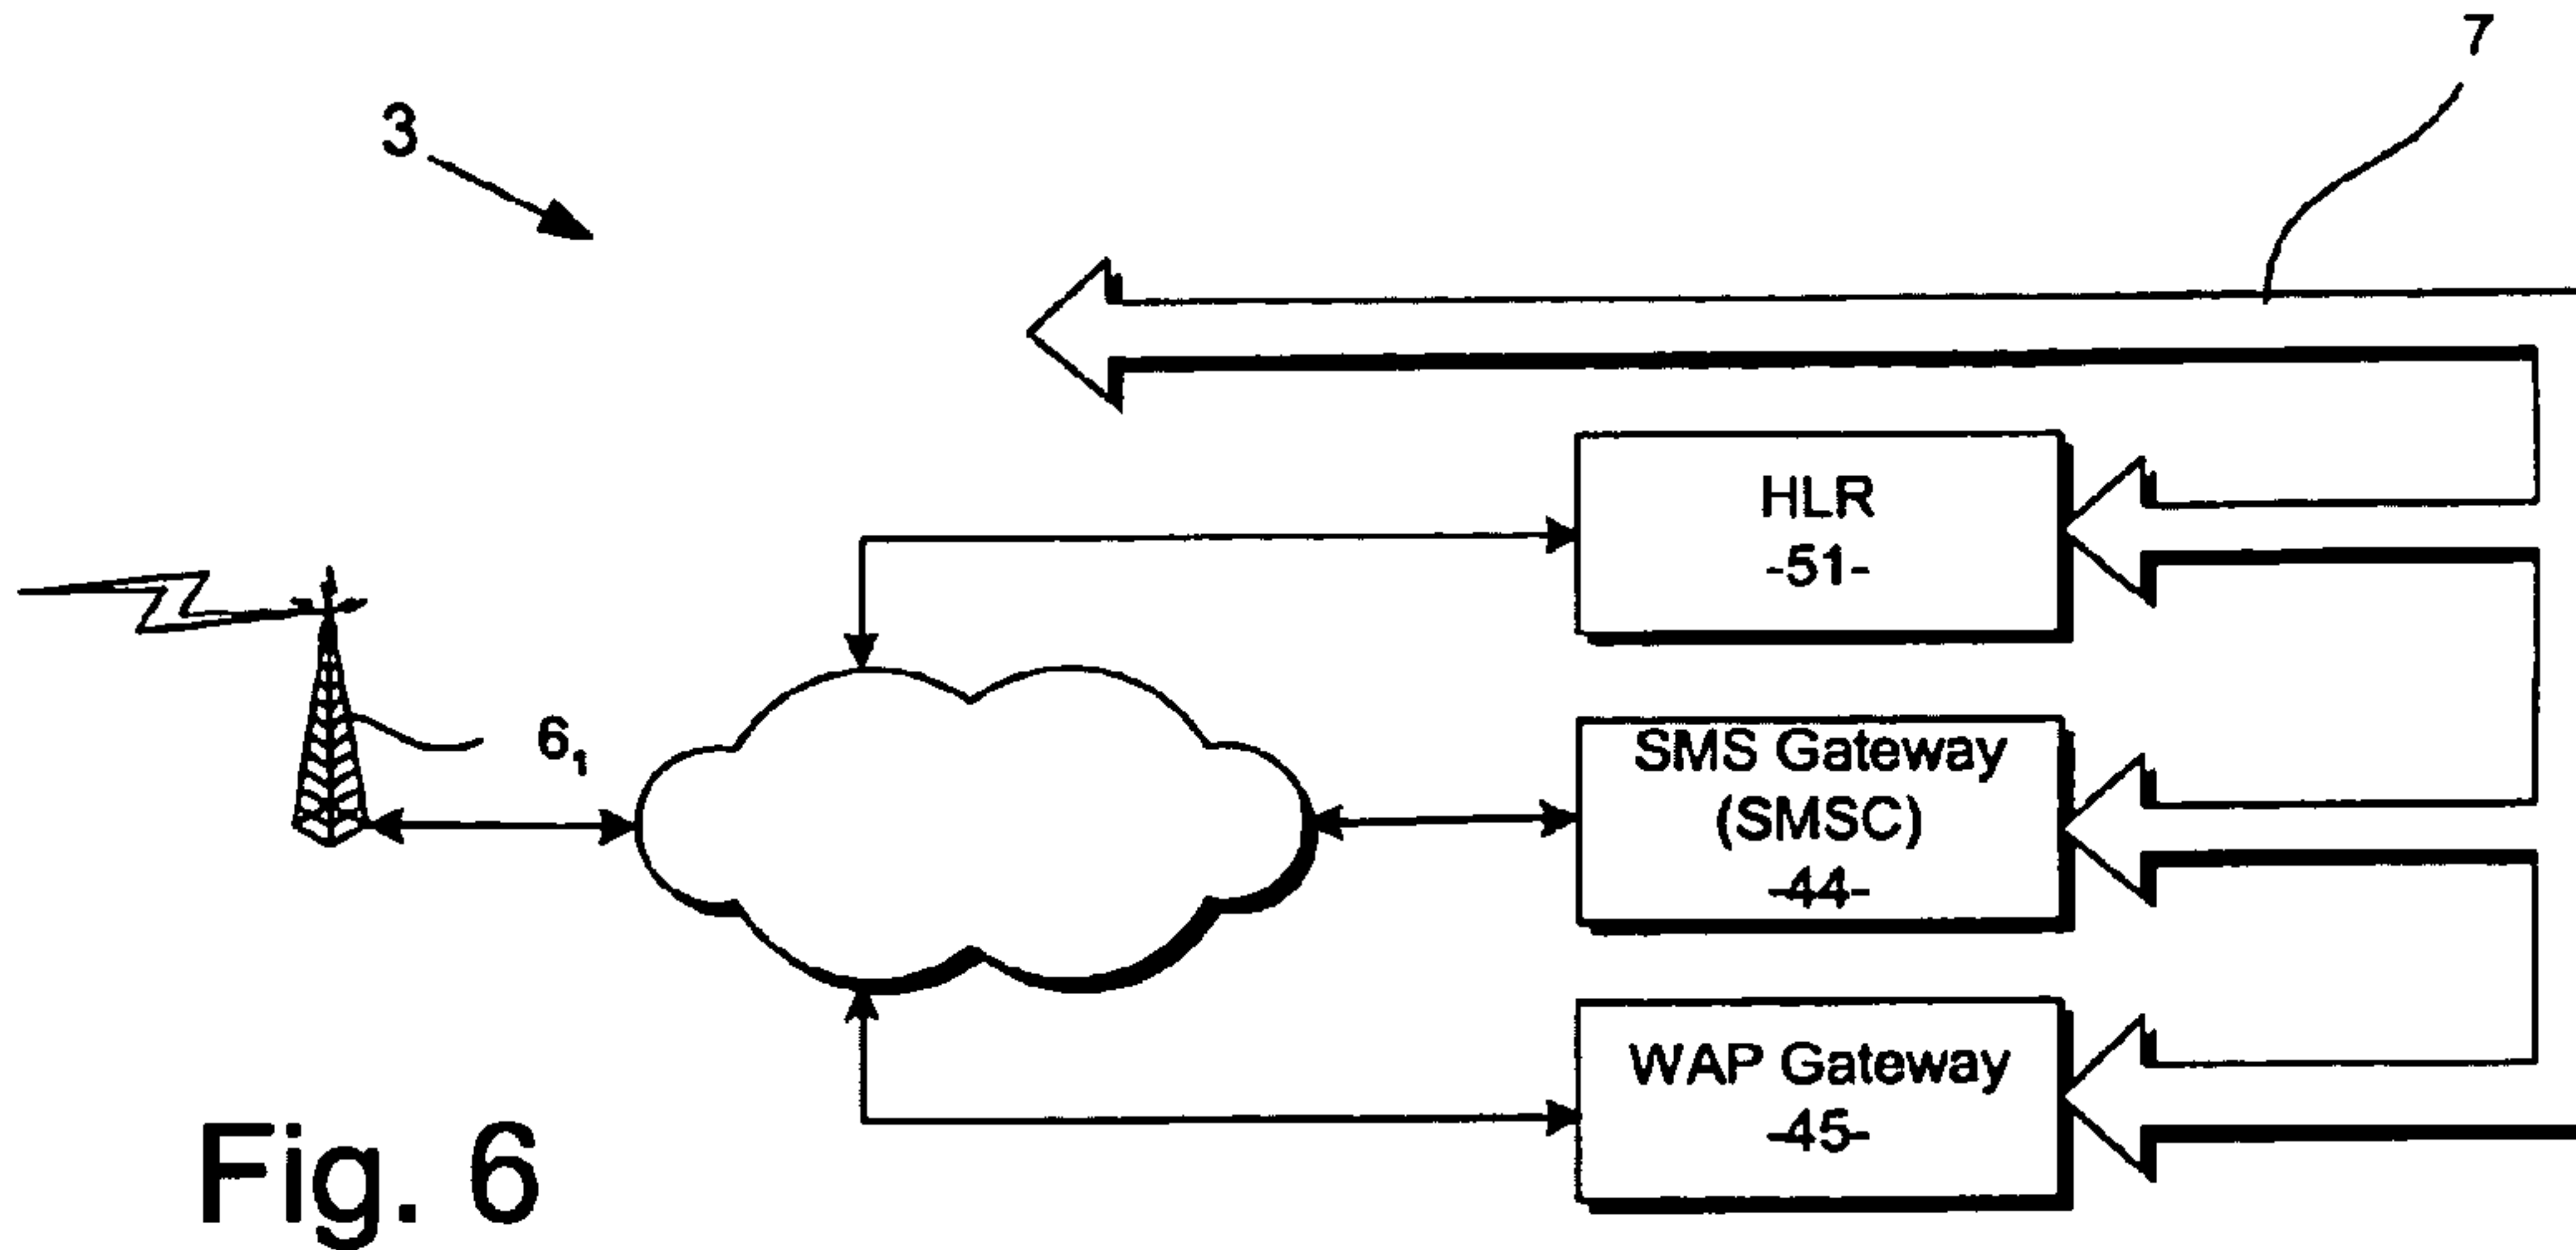 7
3
HLR
-51-
6₁
SMS Gateway
(SMSC)
-44-
WAP Gateway
-45-
Fig. 6